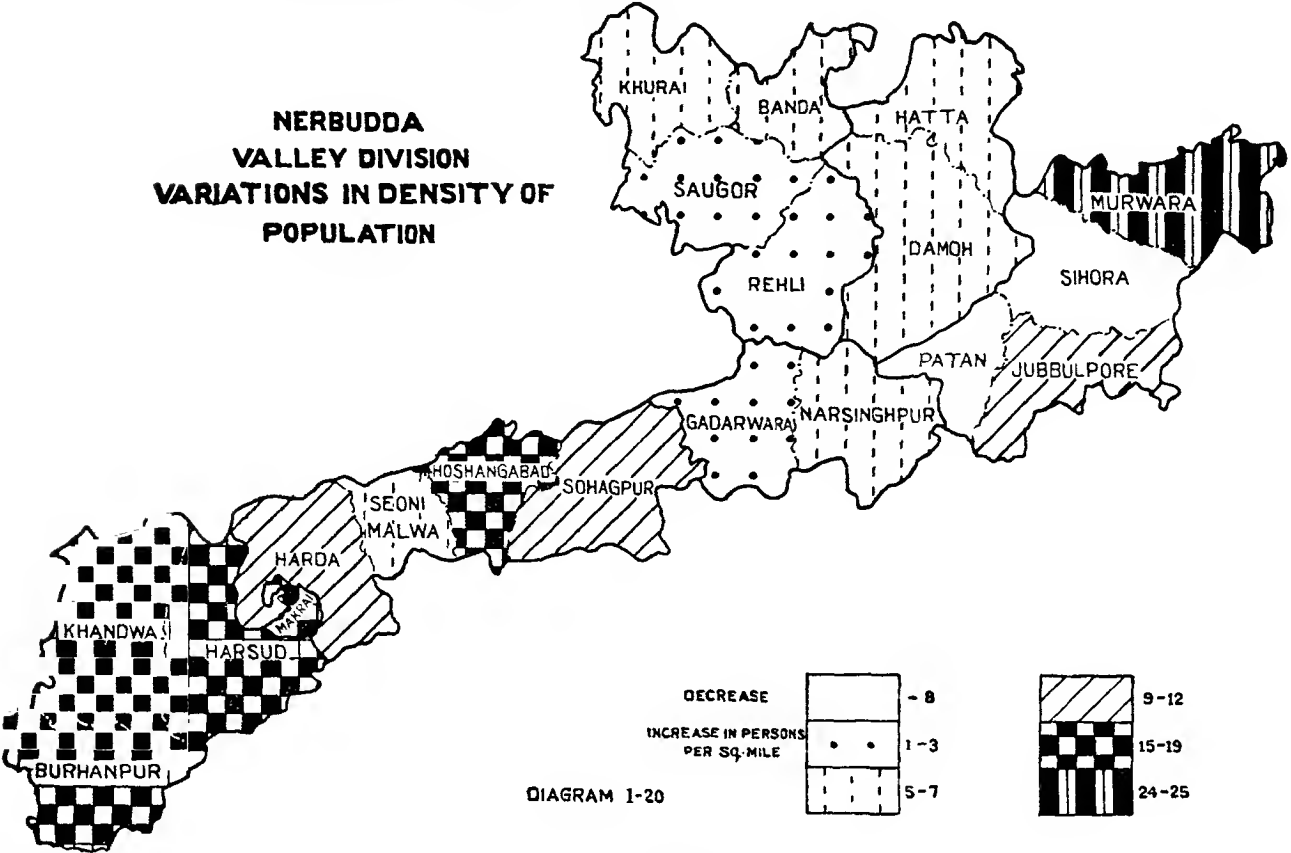 NERBUDDA
VALLEY DIVISION
VARIATIONS IN DENSITY OF
POPULATION
KHURAI
BANDA
HATTA
SAUGOR
MURWARA
DAMOH
REHLI
SIHORA
PATAN
JUBBULPORE
GADARWARA
NARSINGHPUR
HOSHANGABAD
SOHAGPUR
SEONI
MALWA
HARDA
MAKRAI
KHANDWA
HARSUD
BURHANPUR
DECREASE
- 8
INCREASE IN PERSONS
PER SQ. MILE
1-3
5-7
9-12
15-19
24-25
DIAGRAM 1-20